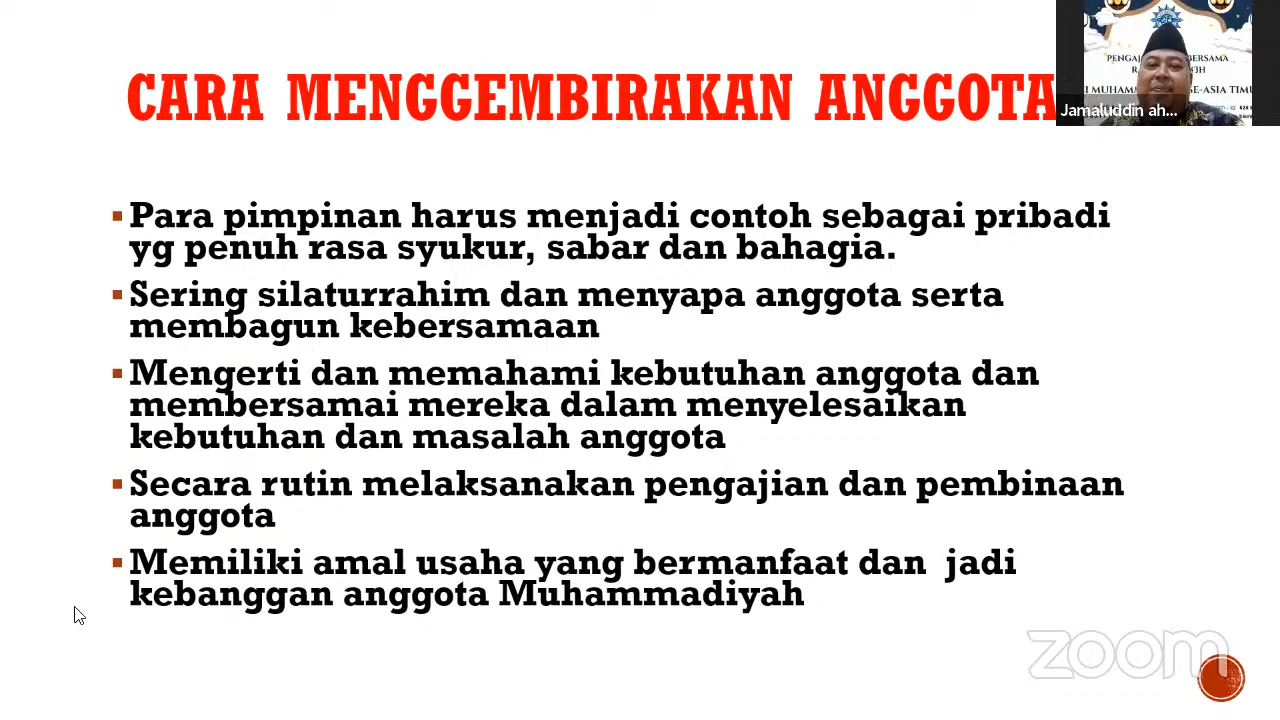 CARA MENGGEMBIRAKAN ANGGOTA
Jamaluddin ah...
▪Para pimpinan harus menjadi contoh sebagai pribadi
yg penuh rasa syukur, sabar dan bahagia.
▪Sering silaturrahim dan menyapa anggota serta
membagun kebersamaan
▪Mengerti dan memahami kebutuhan anggota dan
membersamai mereka dalam menyelesaikan
kebutuhan dan masalah anggota
▪Secara rutin melaksanakan pengajian dan pembinaan
anggota
▪Memiliki amal usaha yang bermanfaat dan jadi
kebanggan anggota Muhammadiyah
zoom